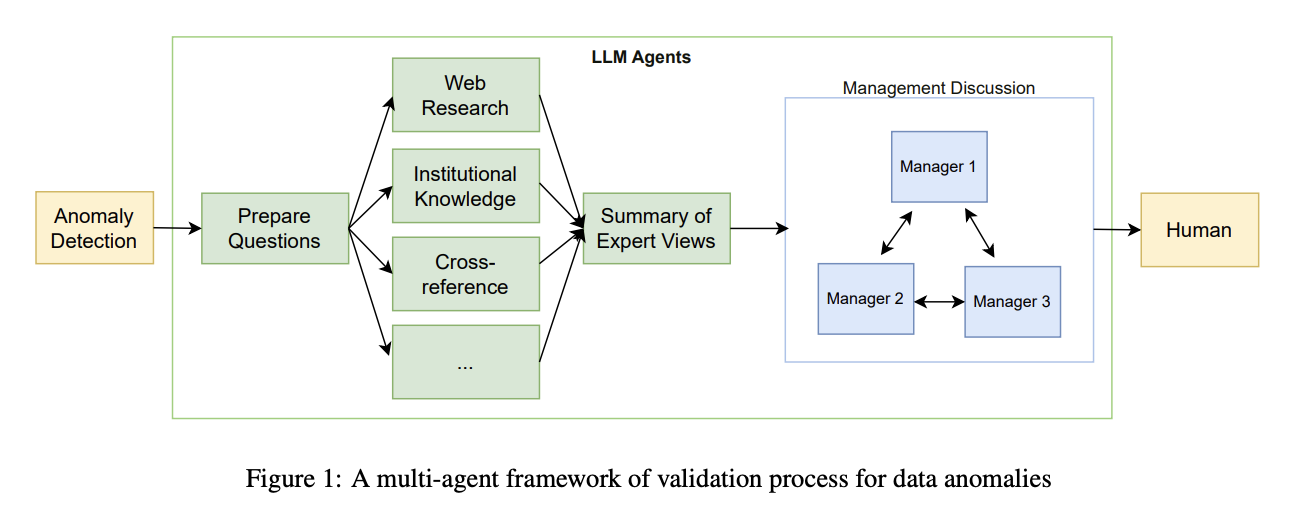 LLM Agents
Anomaly
Detection
Prepare
Questions
Web
Research
Institutional
Knowledge
Cross-
reference
...
Summary of
Expert Views
Management Discussion
Manager 1
Manager 2
Manager 3
Human
Figure 1: A multi-agent framework of validation process for data anomalies